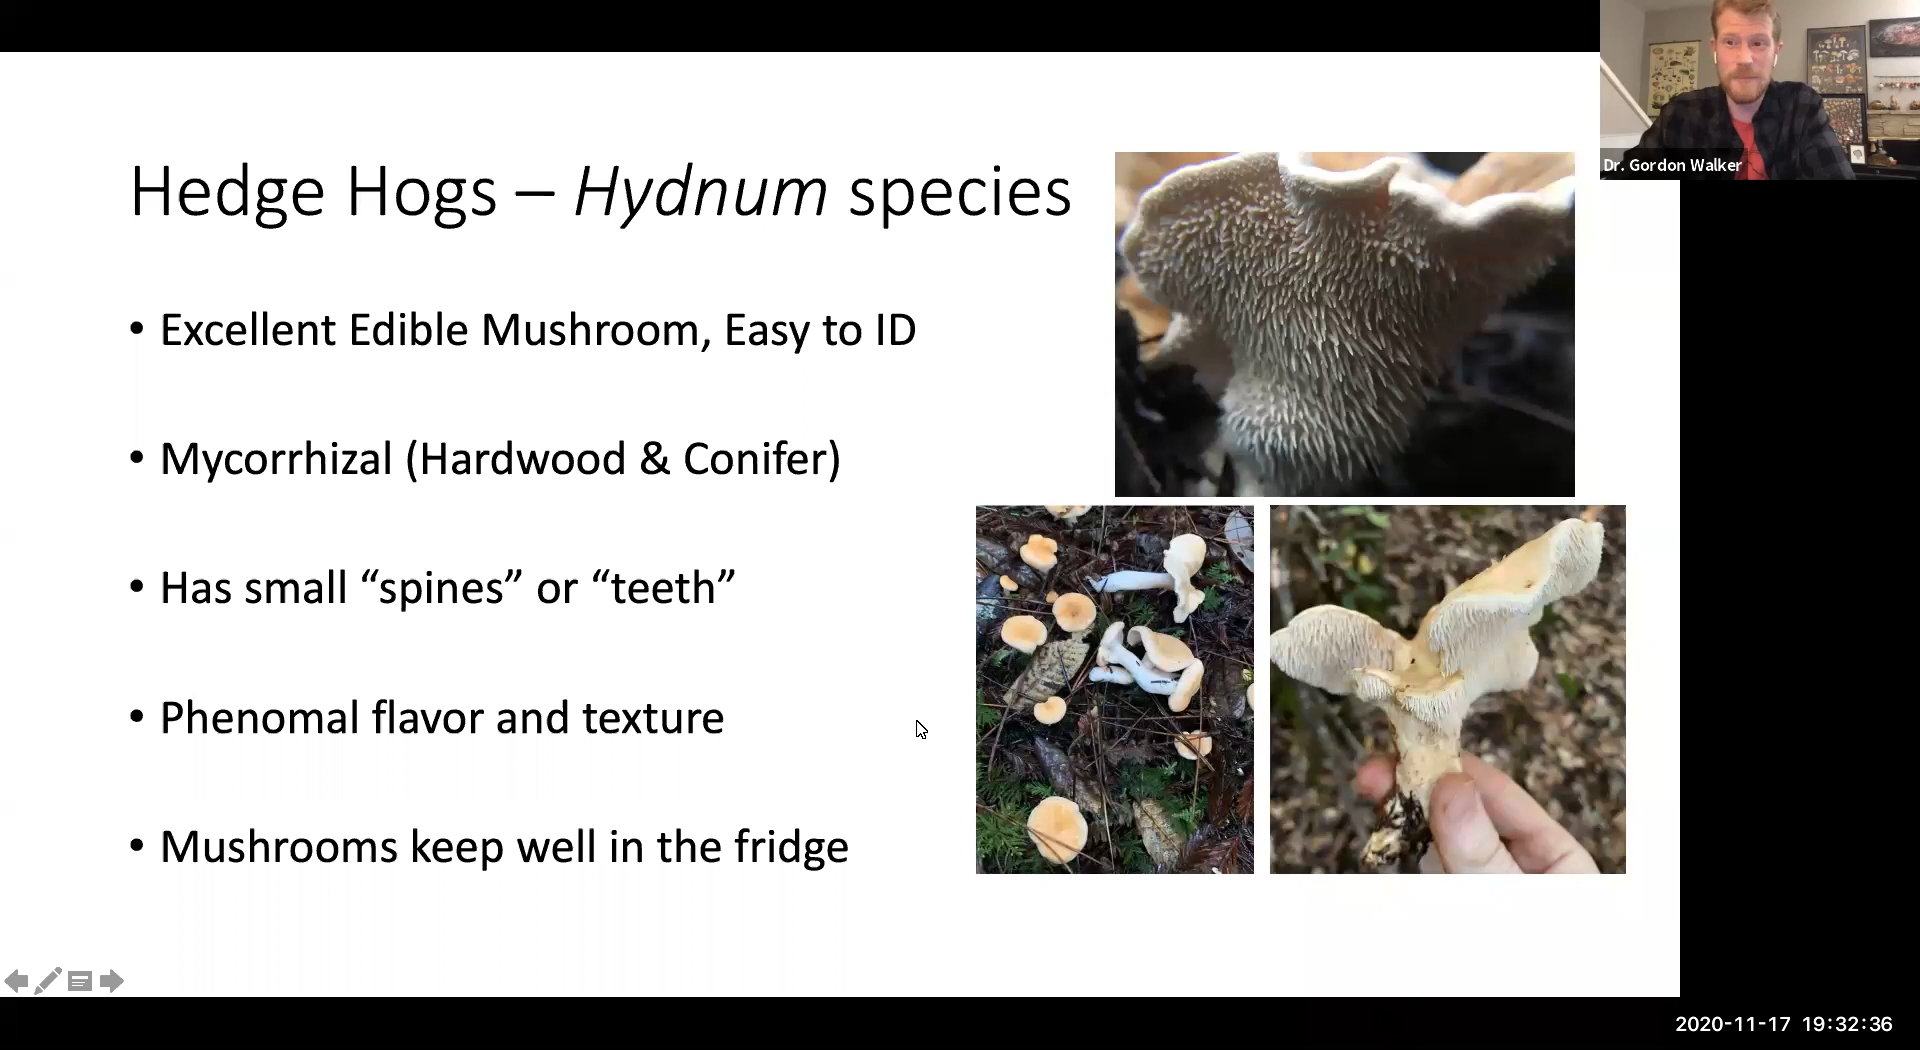 Dr. Gordon Walker
Hedge Hogs – Hydnum species
• Excellent Edible Mushroom, Easy to ID
• Mycorrhizal (Hardwood & Conifer)
• Has small “spines” or “teeth”
• Phenomal flavor and texture
• Mushrooms keep well in the fridge
2020-11-17 19:32:36